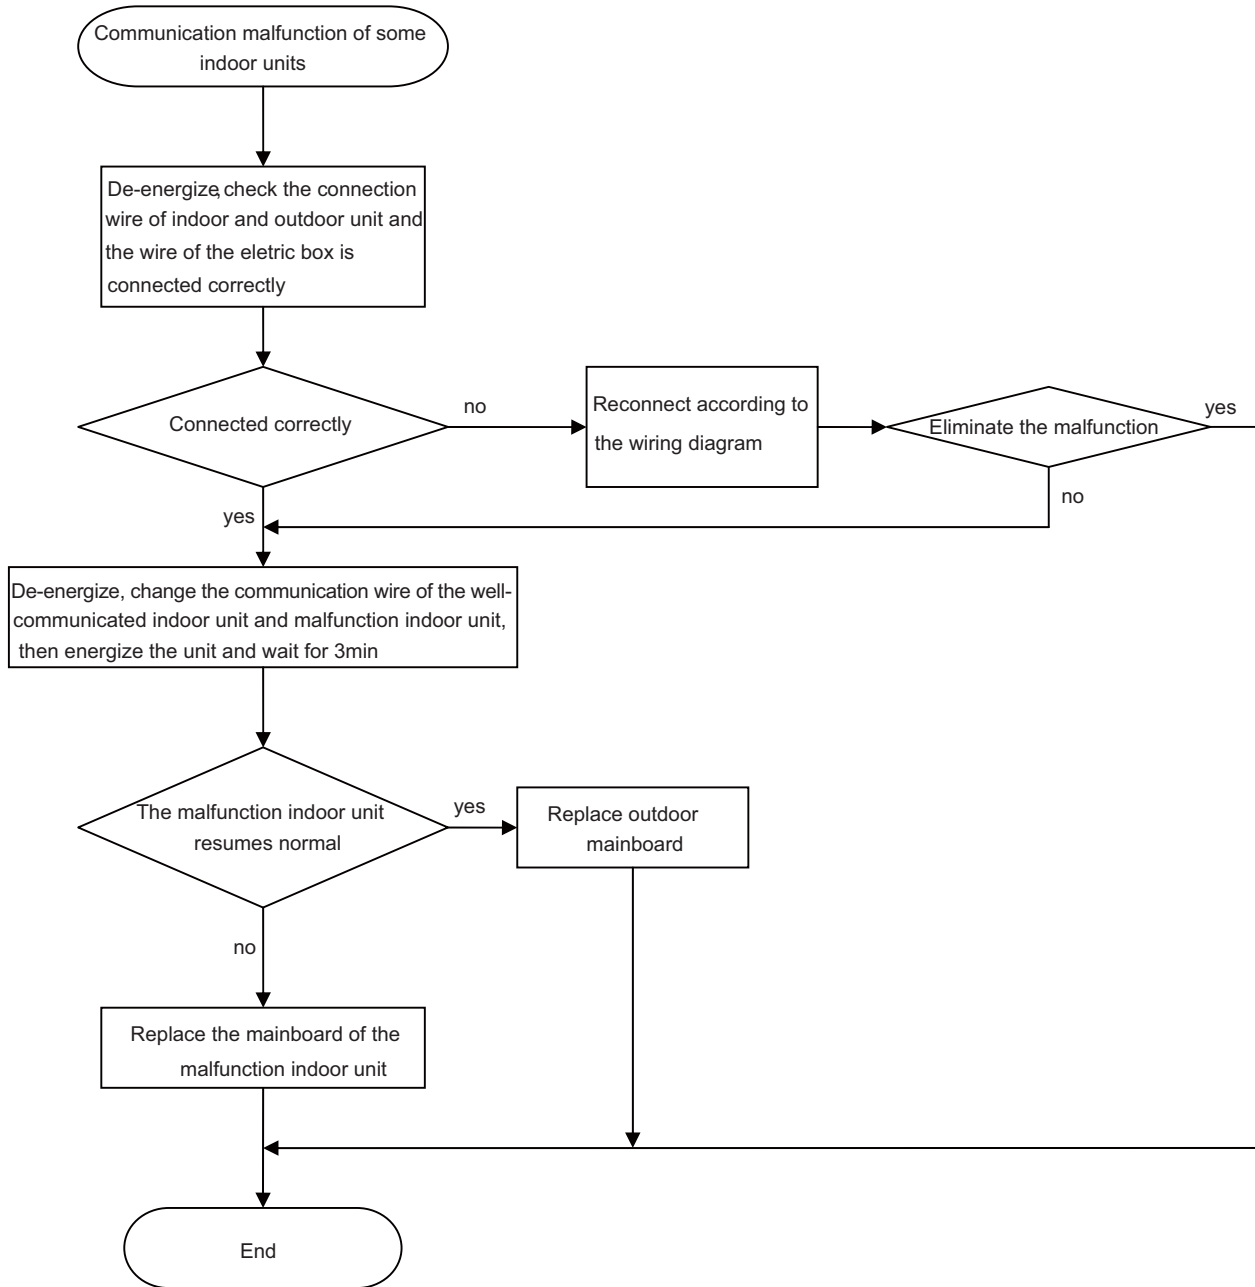 Communication malfunction of some
indoor units
De-energize, check the connection
wire of indoor and outdoor unit and
the wire of the eletric box is
connected correctly
Connected correctly
no
Reconnect according to
the wiring diagram
Eliminate the malfunction
yes
no
yes
De-energize, change the communication wire of the well-
communicated indoor unit and malfunction indoor unit,
then energize the unit and wait for 3min
The malfunction indoor unit
resumes normal
yes
Replace outdoor
mainboard
no
Replace the mainboard of the
malfunction indoor unit
End